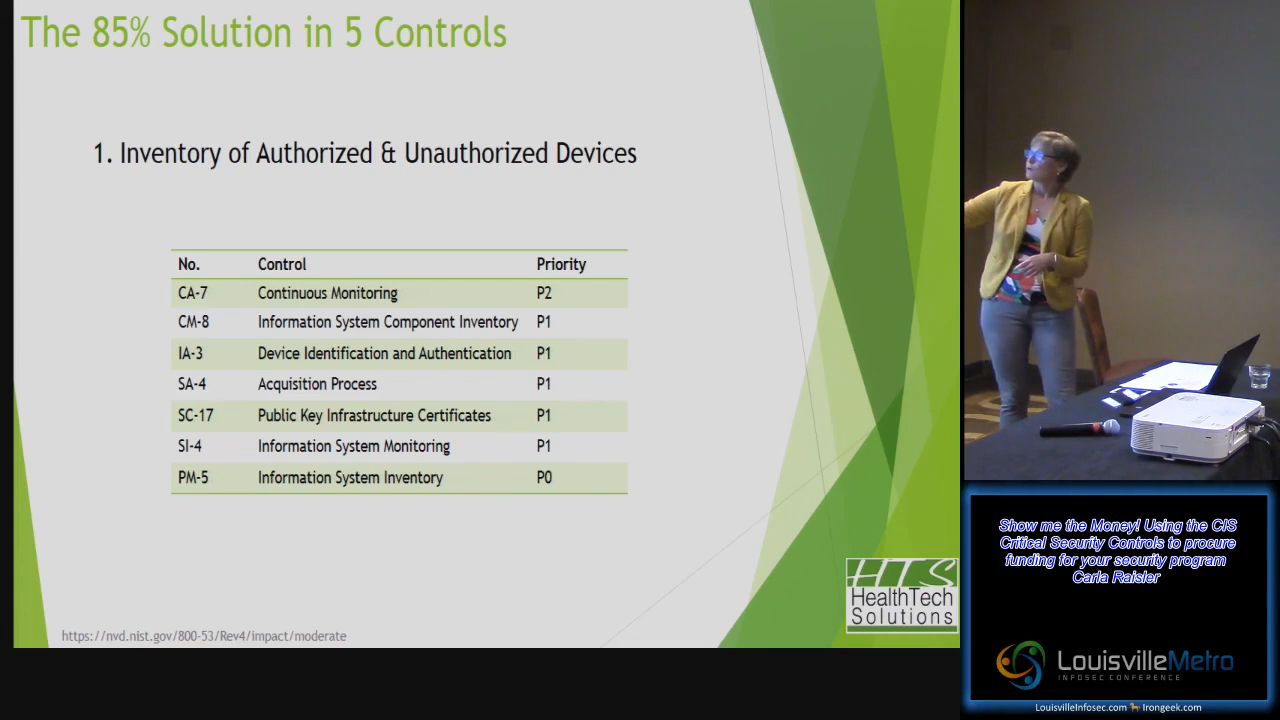 The 85% Solution in 5 Controls
1. Inventory of Authorized & Unauthorized Devices
No. Control Priority
CA-7 Continuous Monitoring P2
CM-8 Information System Component Inventory P1
IA-3 Device Identification and Authentication P1
SA-4 Acquisition Process P1
SC-17 Public Key Infrastructure Certificates P1
SI-4 Information System Monitoring P1
PM-5 Information System Inventory P0
https://nvd.nist.gov/800-53/Rev4/impact/moderate
HTS
HealthTech
Solutions
Show me the Money! Using the CIS
Critical Security Controls to procure
funding for your security program
Carla Raisler
LouisvilleMetro
INFOSEC CONFERENCE
LouisvilleInfosec.com Irongeek.com